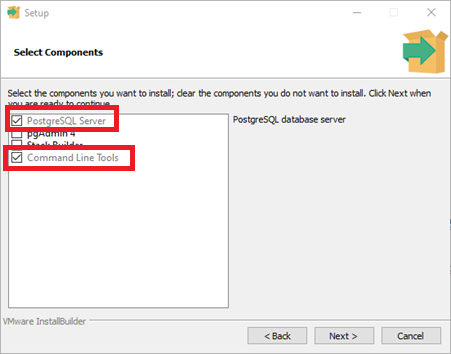 Setup
Select Components
Select the components you want to install; clear the components you do not want to install. Click Next when
you are ready to continue.
PostgreSQL Server
PostgreSQL database server
pgAdmin 4
Stack Builder
Command Line Tools
VMware InstallBuilder
< Back
Next >
Cancel